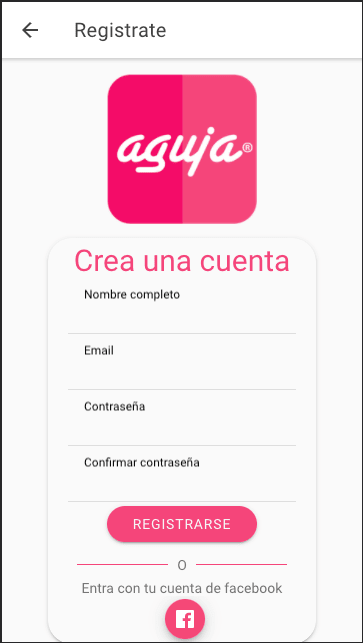 Registrate
aguja®
Crea una cuenta
Nombre completo
Email
Contraseña
Confirmar contraseña
REGISTRARSE
O
Entra con tu cuenta de facebook